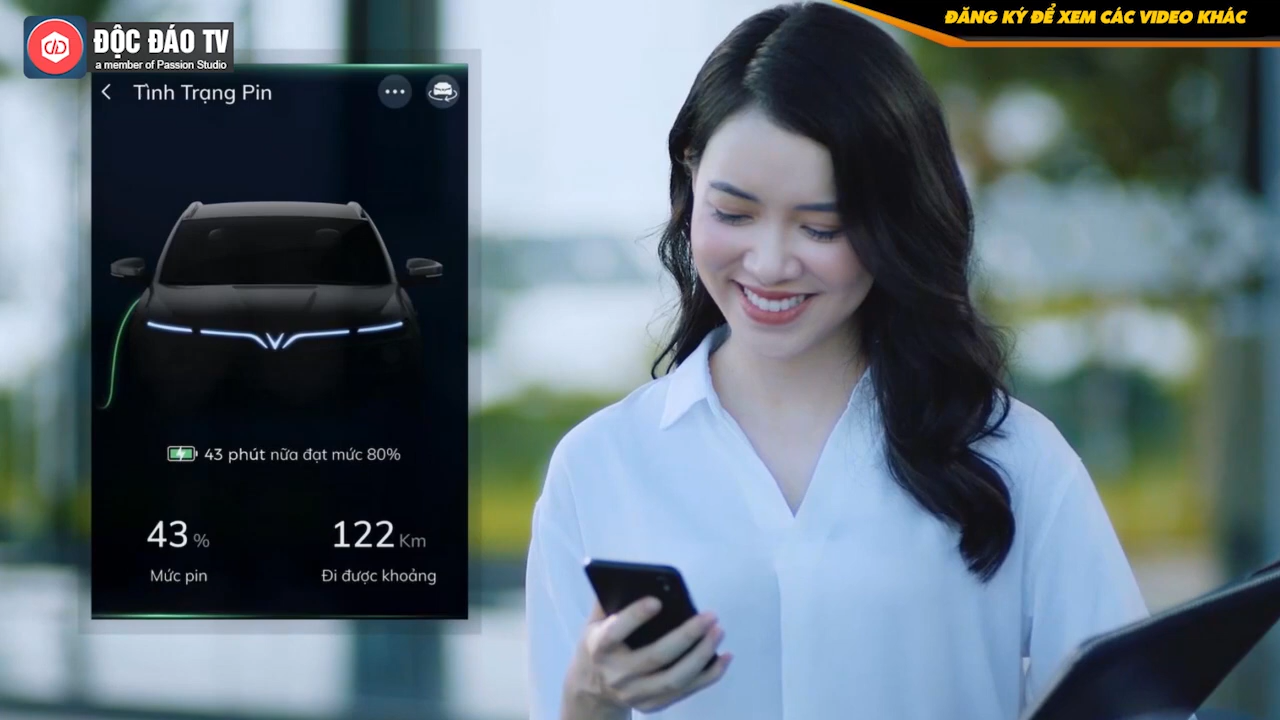 ĐỘC ĐÁO TV
a member of Passion Studio
ĐĂNG KÝ ĐỂ XEM CÁC VIDEO KHÁC
Tình Trạng Pin
43 phút nữa đạt mức 80%
43 %
122 Km
Mức pin
Đi được khoảng